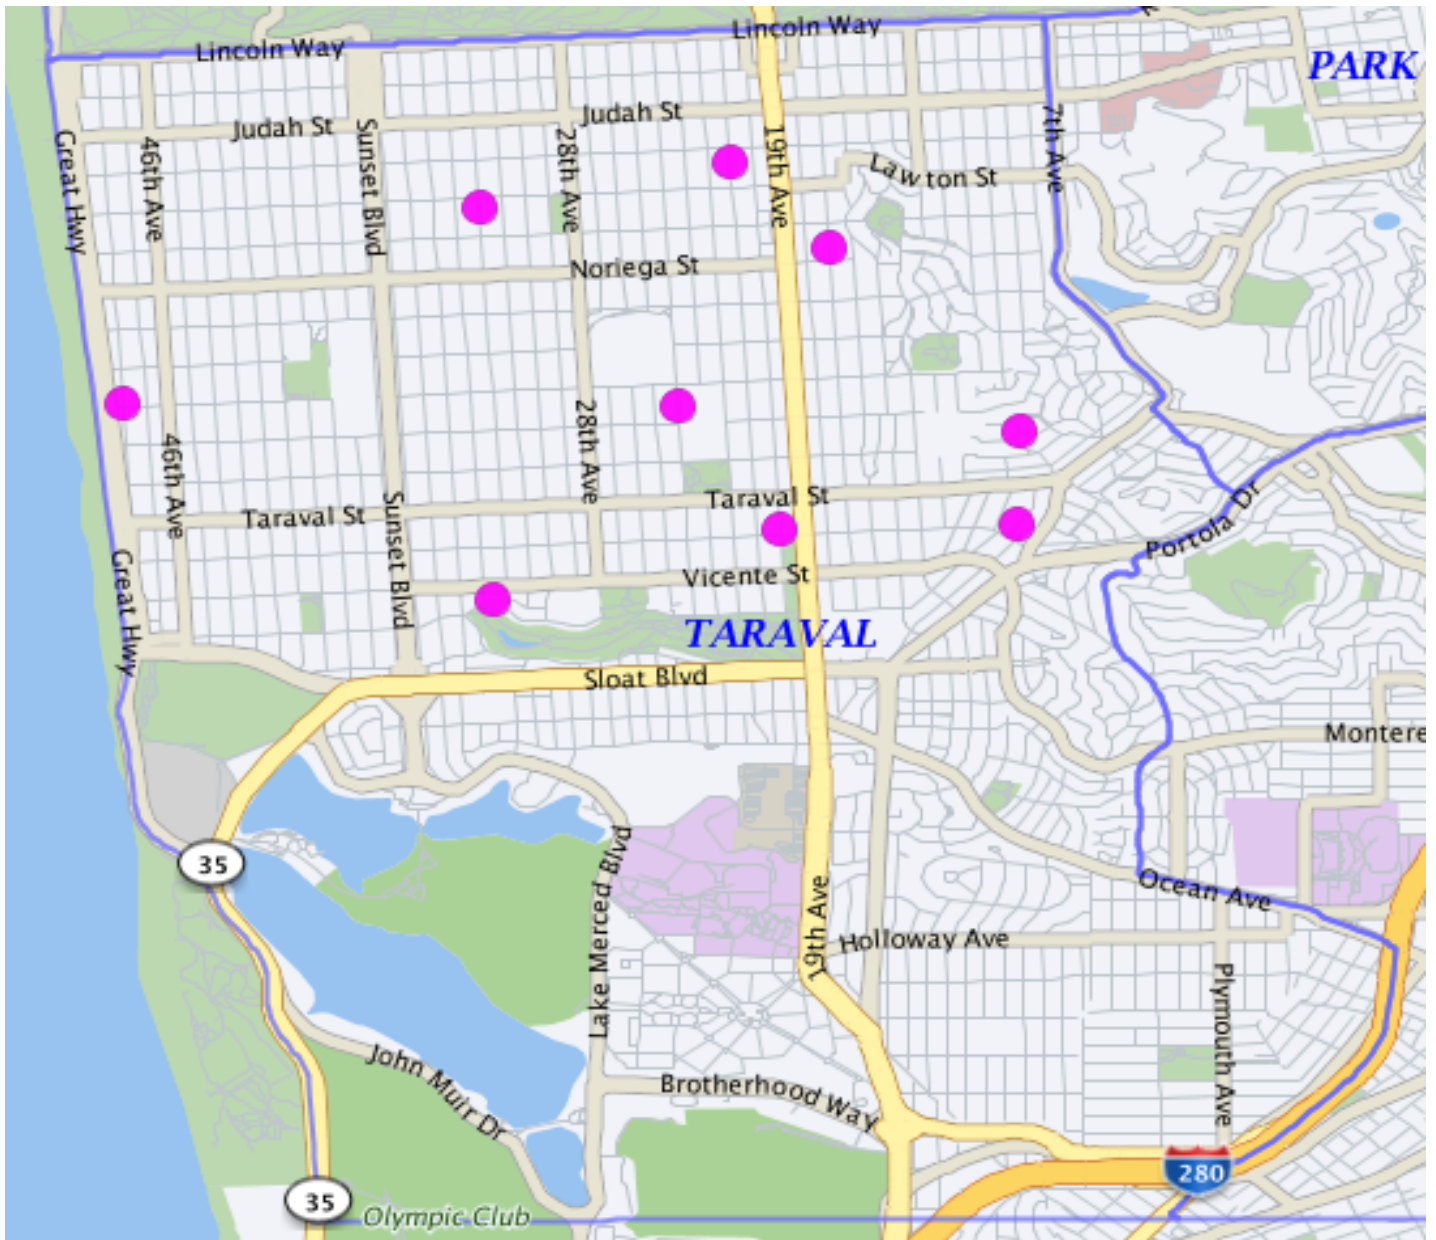 Lincoln Way
Lincoln Way
PARK
Judah St
Judah St
Great Hwy
46th Ave
Sunset Blvd
28th Ave
19th Ave
7th Ave
Lawton St
Noriega St
28th Ave
46th Ave
Taraval St
Taraval St
Sunset Blvd
Portola Dr
Great Hwy
Vicente St
TARAVAL
Sloat Blvd
Montere
35
Lake Merced Blvd
19th Ave
Ocean Ave
Holloway Ave
Plymouth Ave
John Muir Dr
Brotherhood Way
280
35
Olympic Club